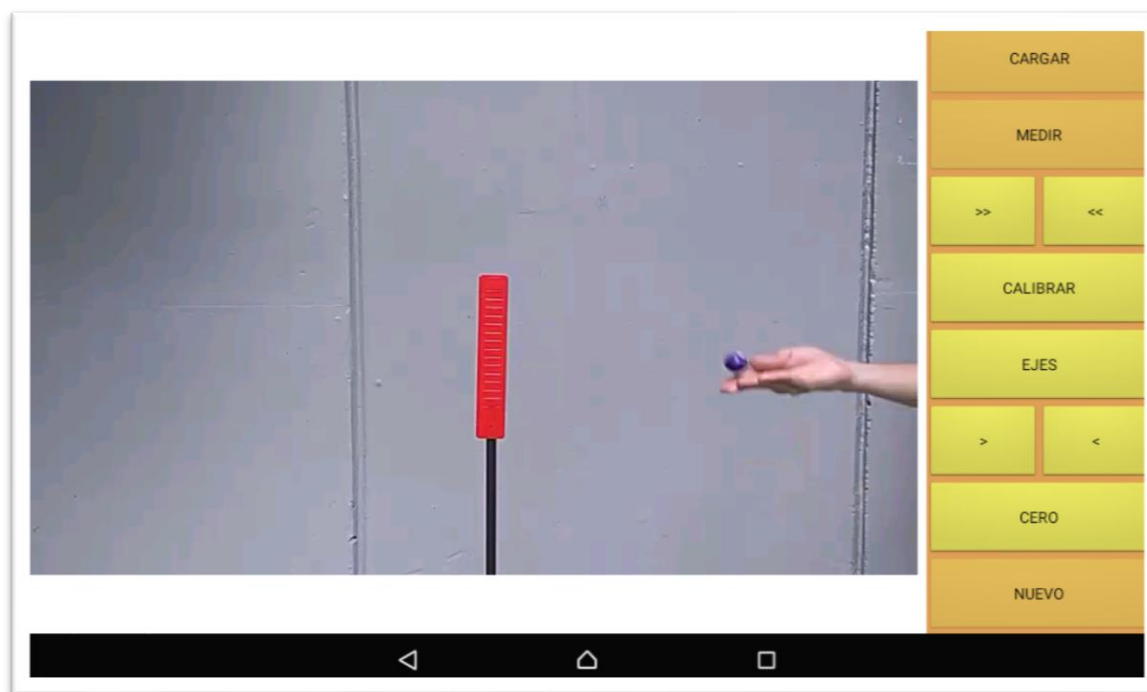 CARGAR
MEDIR
>> <<
CALIBRAR
EJES
> <
CERO
NUEVO